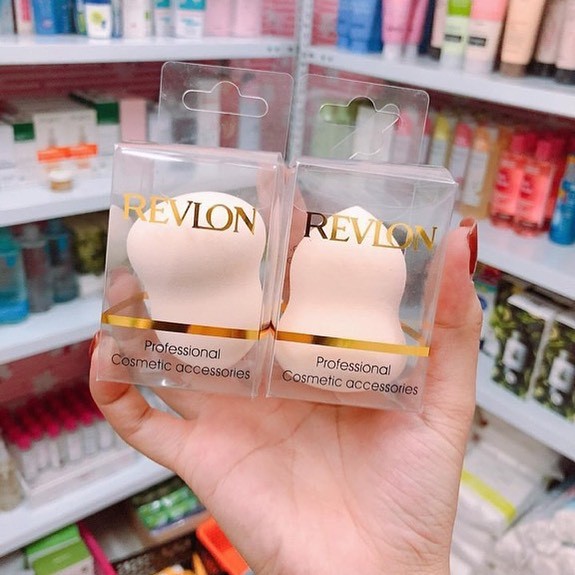 REVLON
Professional
Cosmetic accessories
REVLON
Professional
Cosmetic accessories